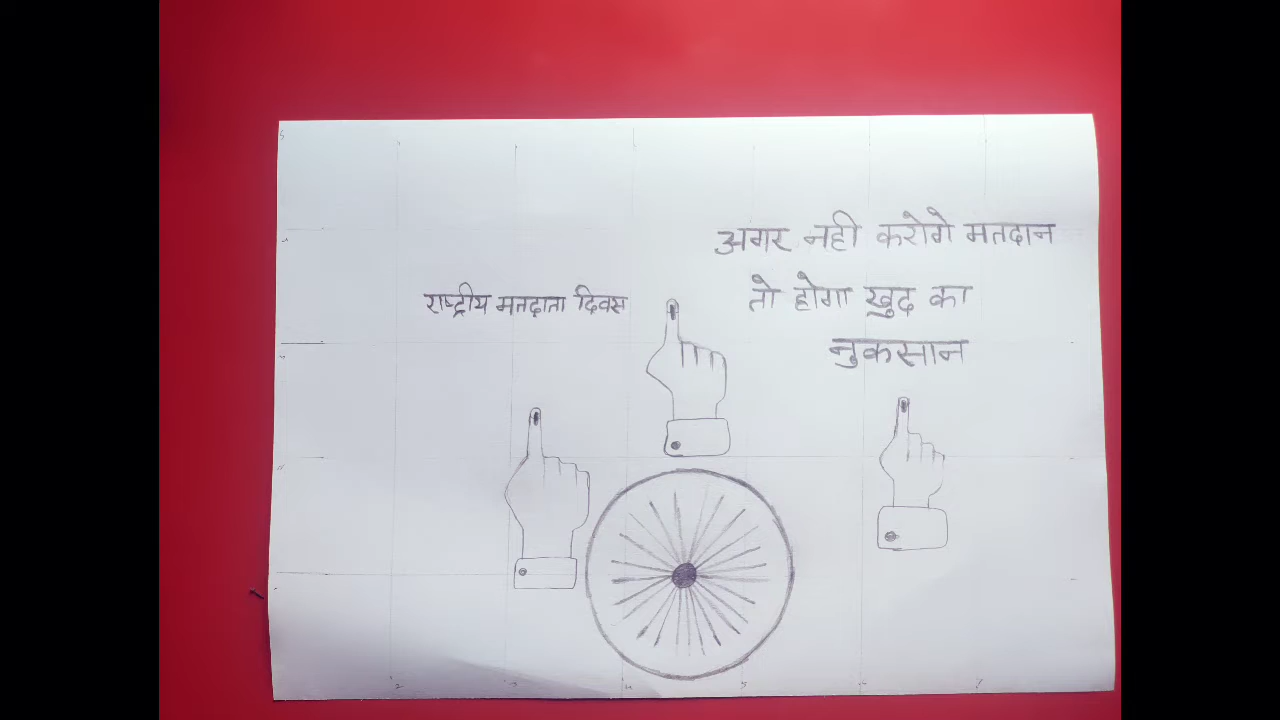 राष्ट्रीय मतदाता दिवस
अगर नही करोगे मतदान
तो होगा खुद का
नुकसान